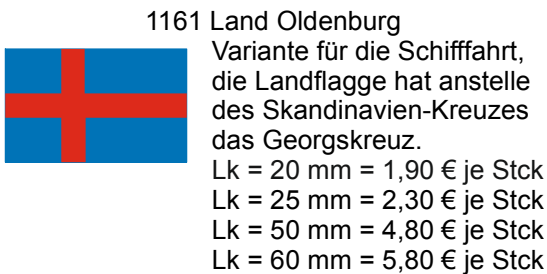 1161 Land Oldenburg
Variante für die Schifffahrt,
die Landflagge hat anstelle
des Skandinavien-Kreuzes
das Georgskreuz.
Lk = 20 mm = 1,90 € je Stck
Lk = 25 mm = 2,30 € je Stck
Lk = 50 mm = 4,80 € je Stck
Lk = 60 mm = 5,80 € je Stck